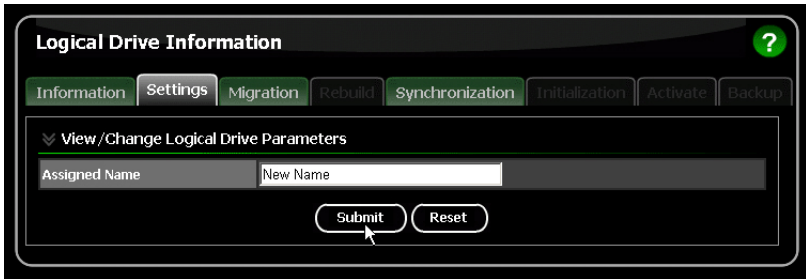 Logical Drive Information
?
Information Settings Migration Rebuild Synchronization Initialization Activate Backup
View/Change Logical Drive Parameters
Assigned Name New Name
Submit Reset